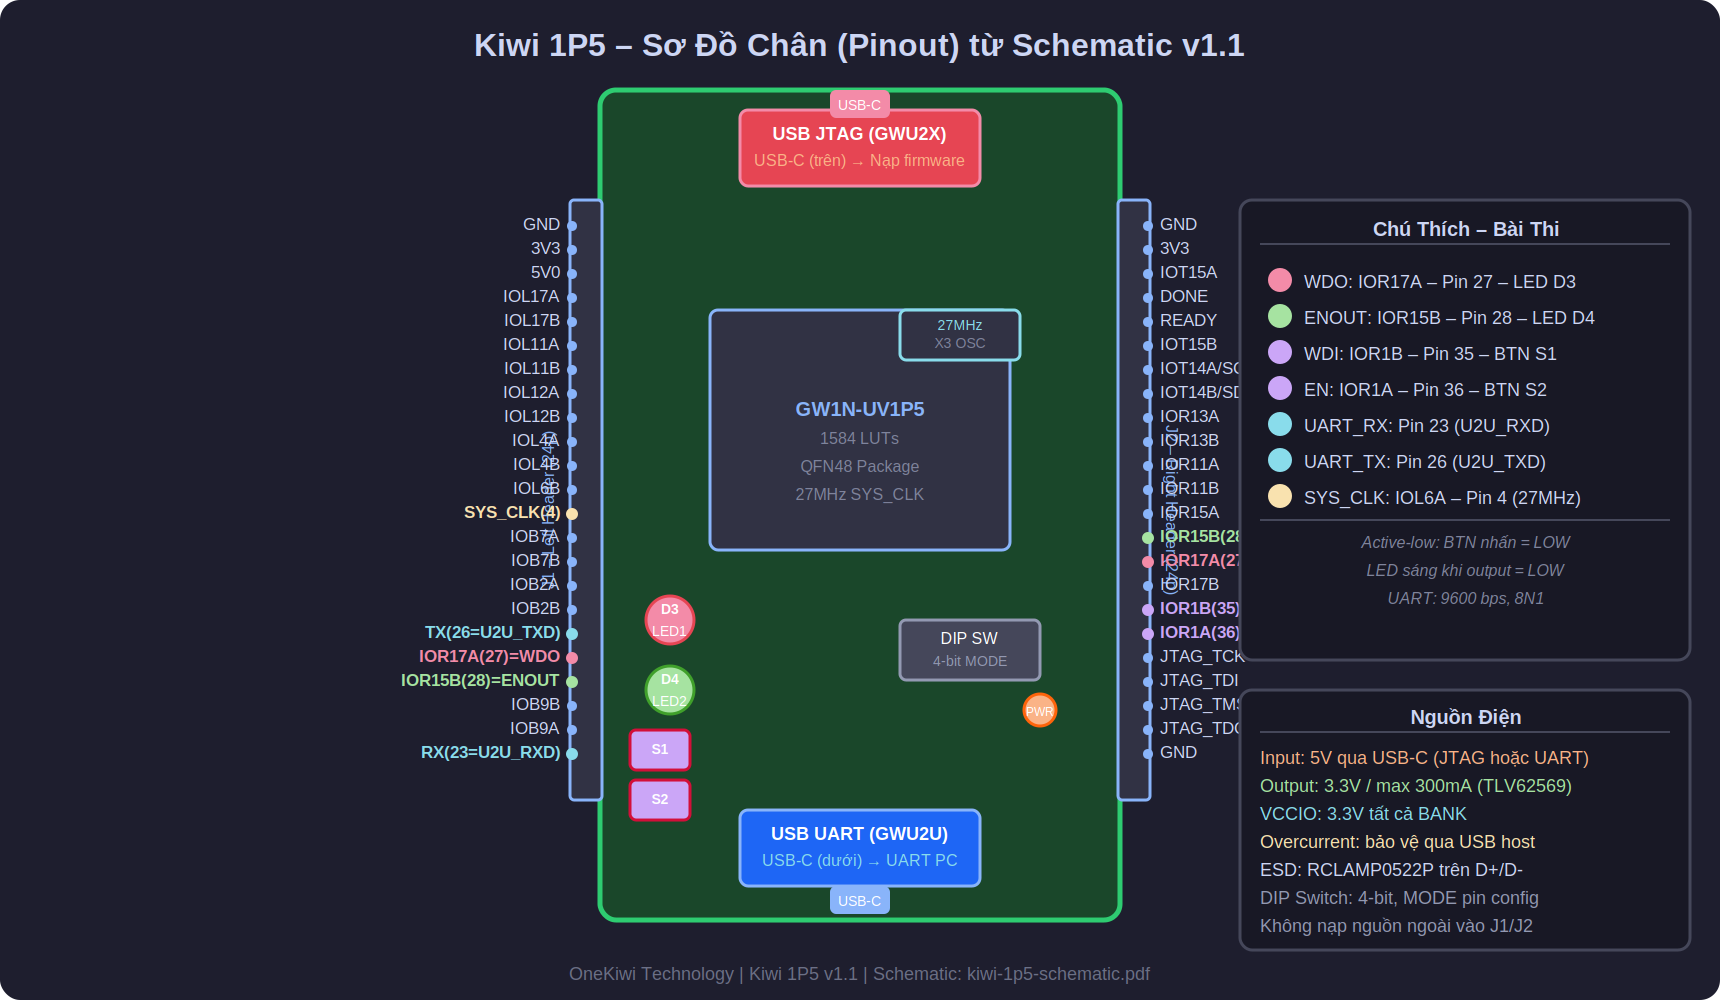 Kiwi 1P5 – Sơ Đồ Chân (Pinout) từ Schematic v1.1
USB-C
USB JTAG (GWU2X)
USB-C (trên) → Nạp firmware
GND
3V3
5V0
IOL17A
IOL17B
IOL11A
IOL11B
IOL12A
IOL12B
IOL4A
IOL4B
IOL6B
SYS_CLK(4)
IOB7A
IOB7B
IOB2A
IOB2B
TX(26=U2U_TXD)
IOR17A(27)=WDO
IOR15B(28)=ENOUT
IOB9B
IOB9A
RX(23=U2U_RXD)
27MHz
X3 OSC
GW1N-UV1P5
1584 LUTs
QFN48 Package
27MHz SYS_CLK
D3
LED1
D4
LED2
S1
S2
DIP SW
4-bit MODE
PWR
USB UART (GWU2U)
USB-C (dưới) → UART PC
USB-C
GND
3V3
IOT15A
DONE
READY
IOT15B
IOT14A/SC
IOT14B/SD
IOR13A
IOR13B
IOR11A
IOR11B
IOR15A
IOR15B(28
IOR17A(27
IOR17B
IOR1B(35)
IOR1A(36)
JTAG_TCK
JTAG_TDI
JTAG_TMS
JTAG_TDO
GND
Chú Thích – Bài Thi
WDO: IOR17A – Pin 27 – LED D3
ENOUT: IOR15B – Pin 28 – LED D4
WDI: IOR1B – Pin 35 – BTN S1
EN: IOR1A – Pin 36 – BTN S2
UART_RX: Pin 23 (U2U_RXD)
UART_TX: Pin 26 (U2U_TXD)
SYS_CLK: IOL6A – Pin 4 (27MHz)
Active-low: BTN nhấn = LOW
LED sáng khi output = LOW
UART: 9600 bps, 8N1
Nguồn Điện
Input: 5V qua USB-C (JTAG hoặc UART)
Output: 3.3V / max 300mA (TLV62569)
VCCIO: 3.3V tất cả BANK
Overcurrent: bảo vệ qua USB host
ESD: RCLAMP0522P trên D+/D-
DIP Switch: 4-bit, MODE pin config
Không nạp nguồn ngoài vào J1/J2
OneKiwi Technology | Kiwi 1P5 v1.1 | Schematic: kiwi-1p5-schematic.pdf